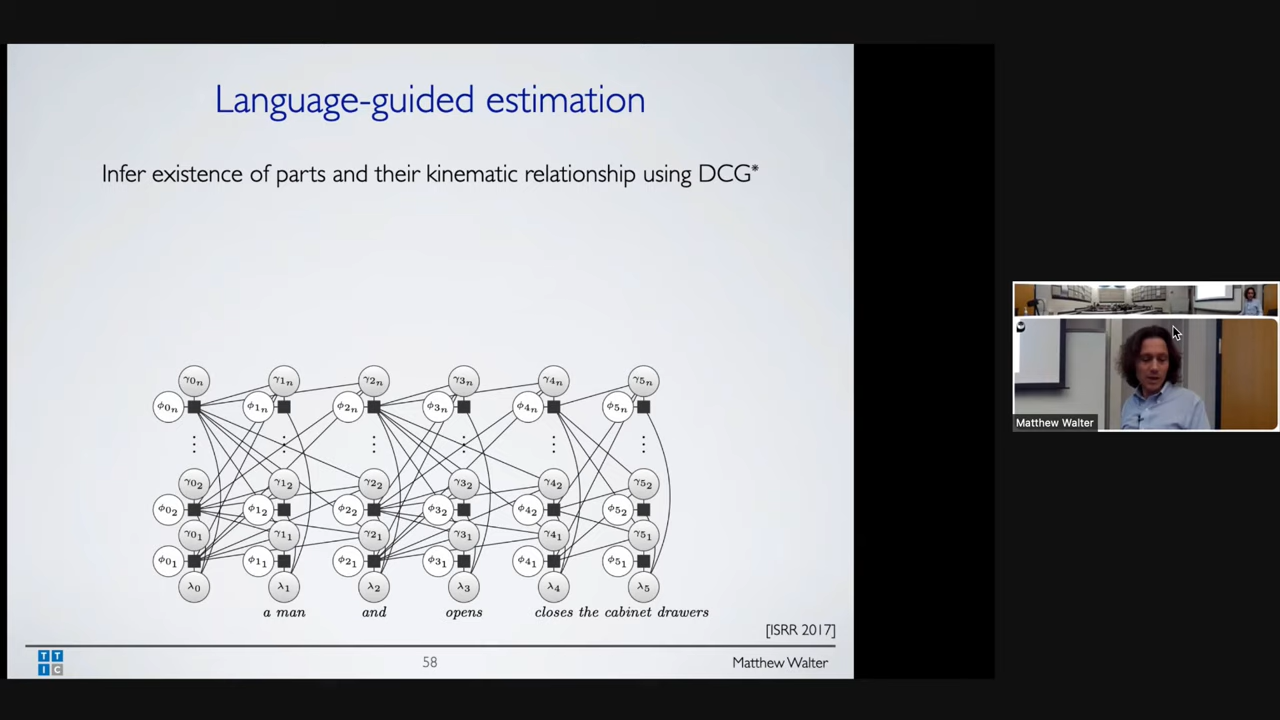 Language-guided estimation
Infer existence of parts and their kinematic relationship using DCG*
γ0n γ1n γ2n γ3n γ4n γ5n
ϕ0n ϕ1n ϕ2n ϕ3n ϕ4n ϕ5n
γ02 γ12 γ22 γ32 γ42 γ52
ϕ02 ϕ12 ϕ22 ϕ32 ϕ42 ϕ52
γ01 γ11 γ21 γ31 γ41 γ51
ϕ01 ϕ11 ϕ21 ϕ31 ϕ41 ϕ51
λ0 λ1 λ2 λ3 λ4 λ5
a man and opens closes the cabinet drawers
[ISRR 2017]
TTIC
58
Matthew Walter
Matthew Walter